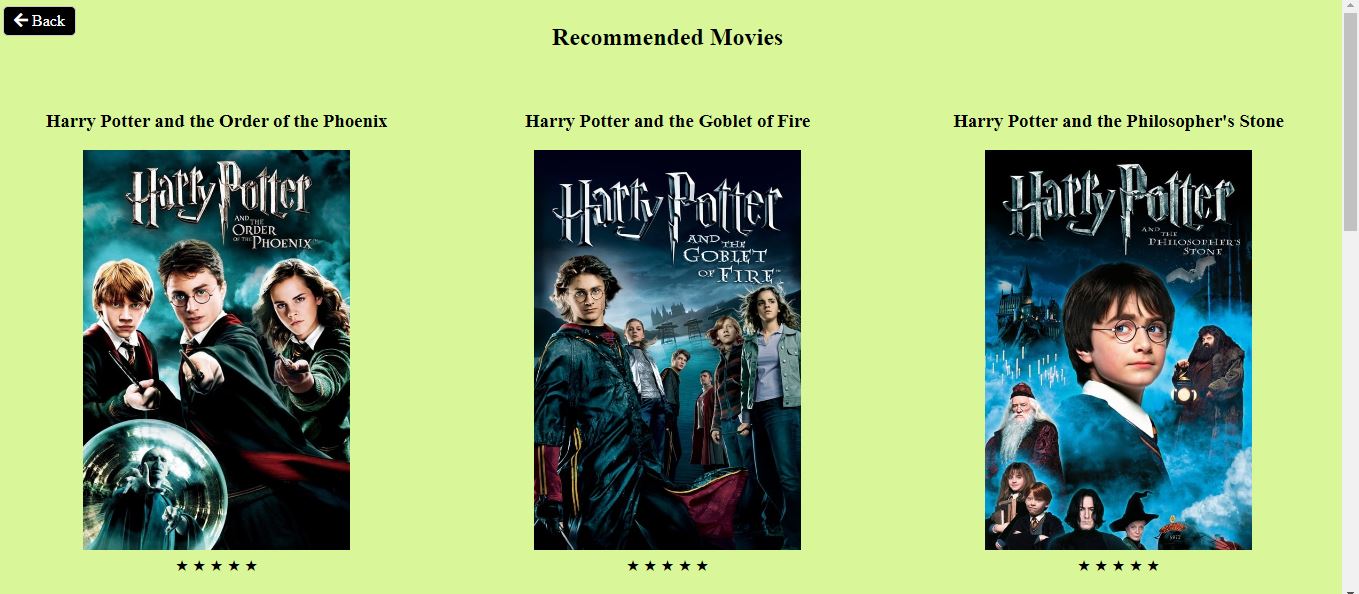 Back
Recommended Movies
Harry Potter and the Order of the Phoenix
Harry Potter and the Goblet of Fire
Harry Potter and the Philosopher's Stone
Harry Potter
AND THE
ORDER
OF THE PHOENIX
Harry Potter
AND THE
GOBLET
OF FIRE
Harry Potter
AND THE
PHILOSOPHER'S
STONE